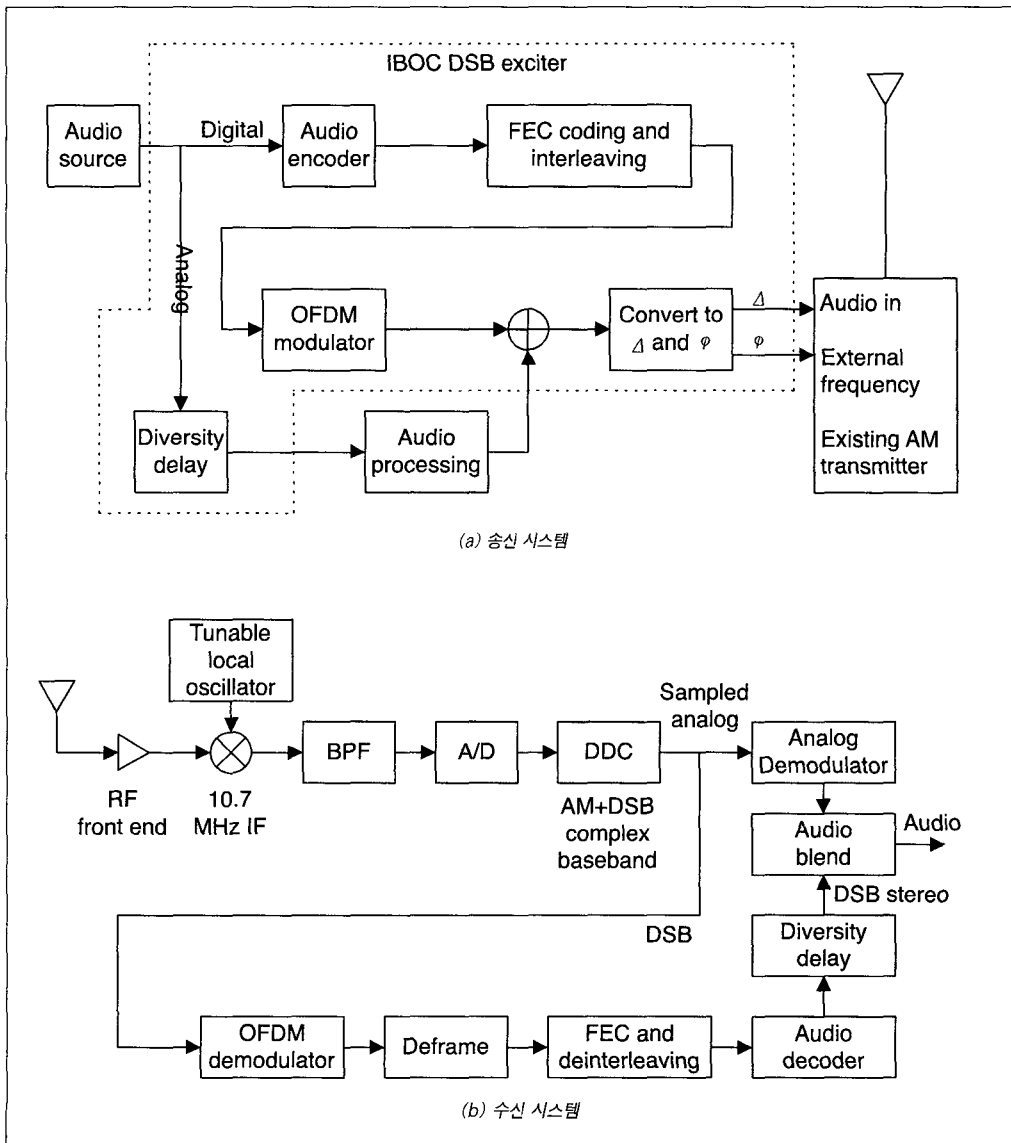 IBOC DSB exciter
Audio
source
Digital
Audio
encoder
FEC coding and
interleaving
Analog
OFDM
modulator
Convert to
Δ and φ
Δ
φ
Audio in
External
frequency
Existing AM
transmitter
Diversity
delay
Audio
processing
(a) 송신 시스템
Tunable
local
oscillator
RF
front end
10.7
MHz IF
BPF
A/D
DDC
AM+DSB
complex
baseband
Sampled
analog
Analog
Demodulator
Audio
blend
Audio
DSB stereo
Diversity
delay
DSB
OFDM
demodulator
Deframe
FEC and
deinterleaving
Audio
decoder
(b) 수신 시스템